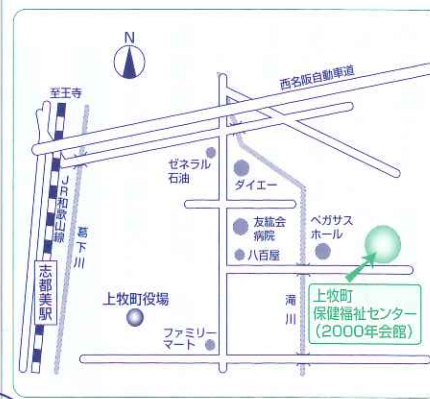 N
西名阪自動車道
至王寺
ゼネラル
石油
ダイエー
JR和歌山線
葛下川
友紘会
病院
ペガサス
ホール
八百屋
志都美駅
上牧町役場
滝川
上牧町
保健福祉センター
(2000年会館)
ファミリー
マート